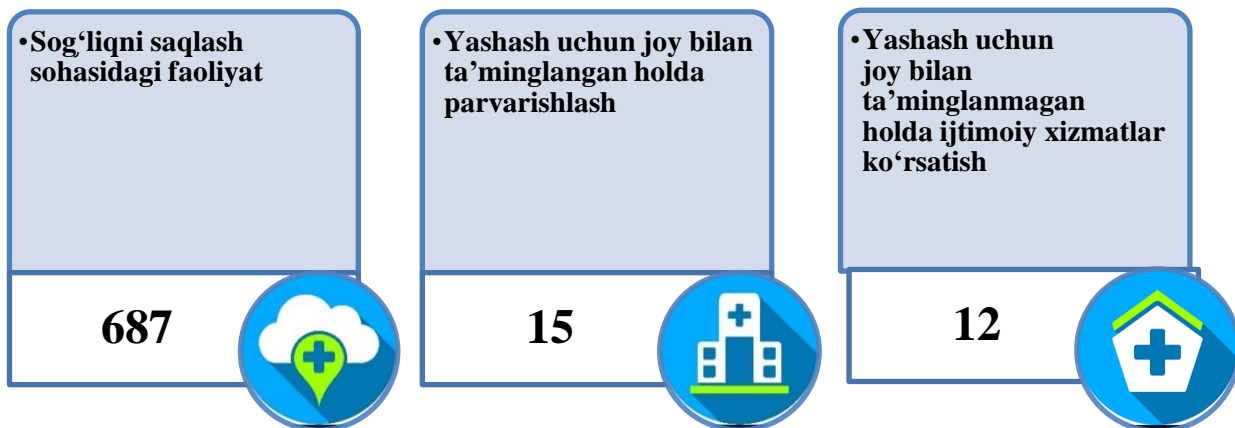 •Sog‘liqni saqlash
sohasidagi faoliyat
687
•Yashash uchun joy bilan
ta’minglangan holda
parvarishlash
15
•Yashash uchun
joy bilan
ta’minglanmagan
holda ijtimoiy xizmatlar
ko‘rsatish
12